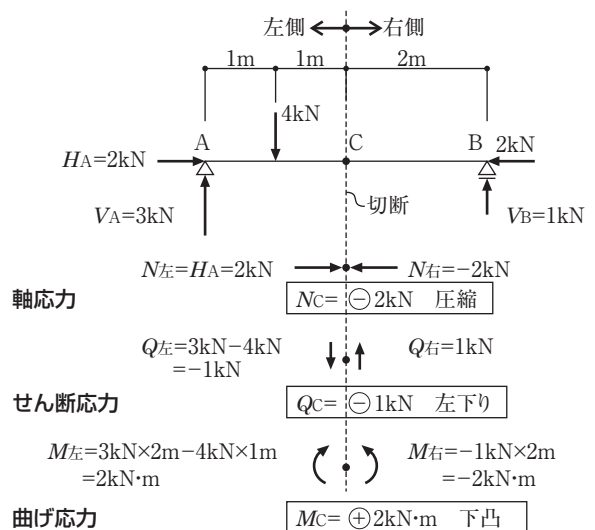 左側 右側
1m 1m 2m
4kN
A C B 2kN
HA=2kN
切断
VA=3kN VB=1kN
N左=HA=2kN N右=−2kN
軸応力 NC= ⊖2kN 圧縮
Q左=3kN−4kN Q右=1kN
=−1kN
せん断応力 QC= ⊖1kN 左下り
M左=3kN×2m−4kN×1m M右=−1kN×2m
=2kN·m =−2kN·m
曲げ応力 MC= ⊕2kN·m 下凸